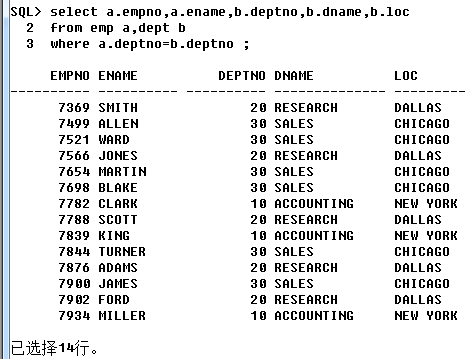 SQL> select a.empno,a.ename,b.deptno,b.dname,b.loc
2 from emp a,dept b
3 where a.deptno=b.deptno ;
EMPNO ENAME DEPTNO DNAME LOC
---------- ---------- ---------- -------------- -------------
7369 SMITH 20 RESEARCH DALLAS
7499 ALLEN 30 SALES CHICAGO
7521 WARD 30 SALES CHICAGO
7566 JONES 20 RESEARCH DALLAS
7654 MARTIN 30 SALES CHICAGO
7698 BLAKE 30 SALES CHICAGO
7782 CLARK 10 ACCOUNTING NEW YORK
7788 SCOTT 20 RESEARCH DALLAS
7839 KING 10 ACCOUNTING NEW YORK
7844 TURNER 30 SALES CHICAGO
7876 ADAMS 20 RESEARCH DALLAS
7900 JAMES 30 SALES CHICAGO
7902 FORD 20 RESEARCH DALLAS
7934 MILLER 10 ACCOUNTING NEW YORK
已选择14行。